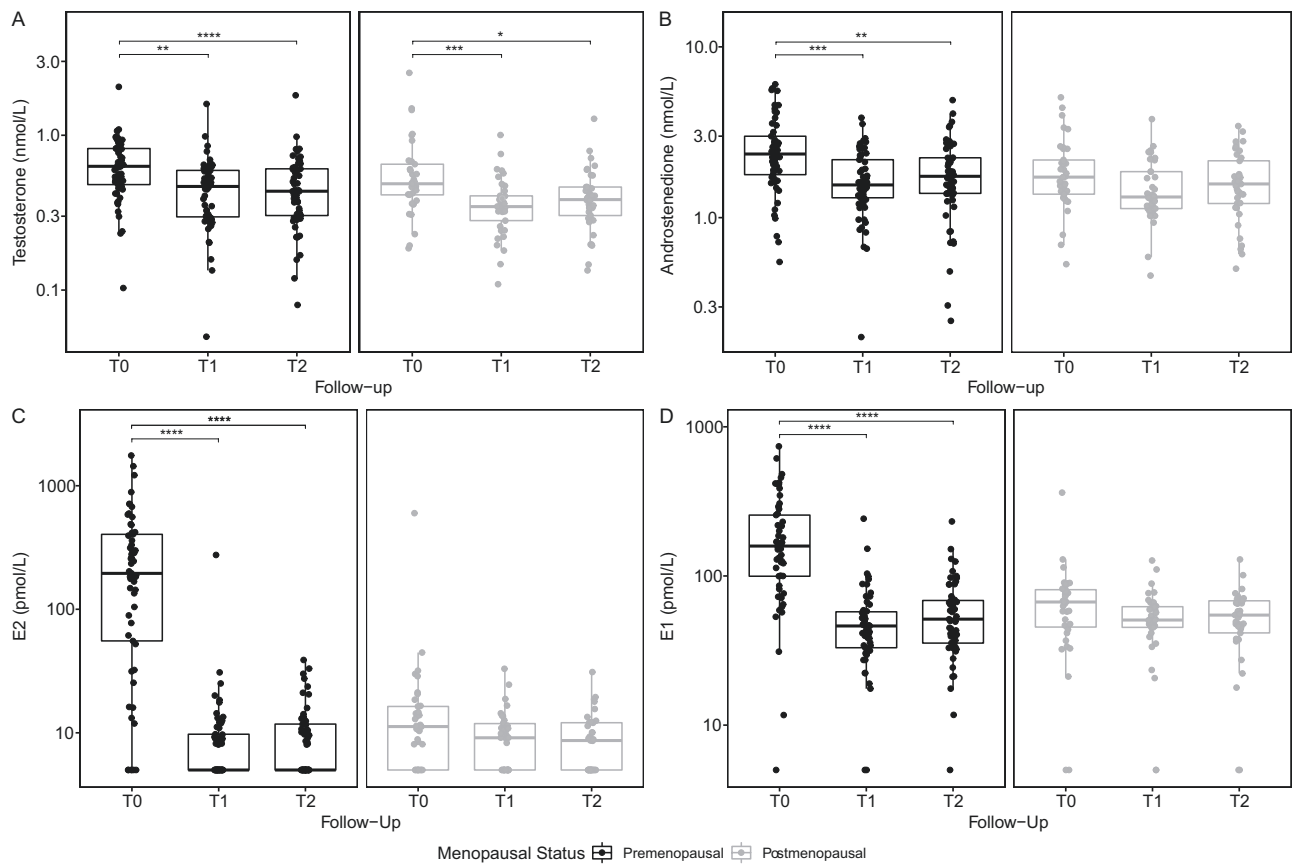 A
B
Testosterone (nmol/L)
3.0
1.0
0.3
0.1
****
**
*
***
T0 T1 T2
T0 T1 T2
Follow−up
Androstenedione (nmol/L)
10.0
3.0
1.0
0.3
**
***
T0 T1 T2
T0 T1 T2
Follow−up
C
D
E2 (pmol/L)
1000
100
10
****
****
T0 T1 T2
T0 T1 T2
Follow−Up
E1 (pmol/L)
1000
100
10
****
****
T0 T1 T2
T0 T1 T2
Follow−Up
Menopausal Status Premenopausal Postmenopausal